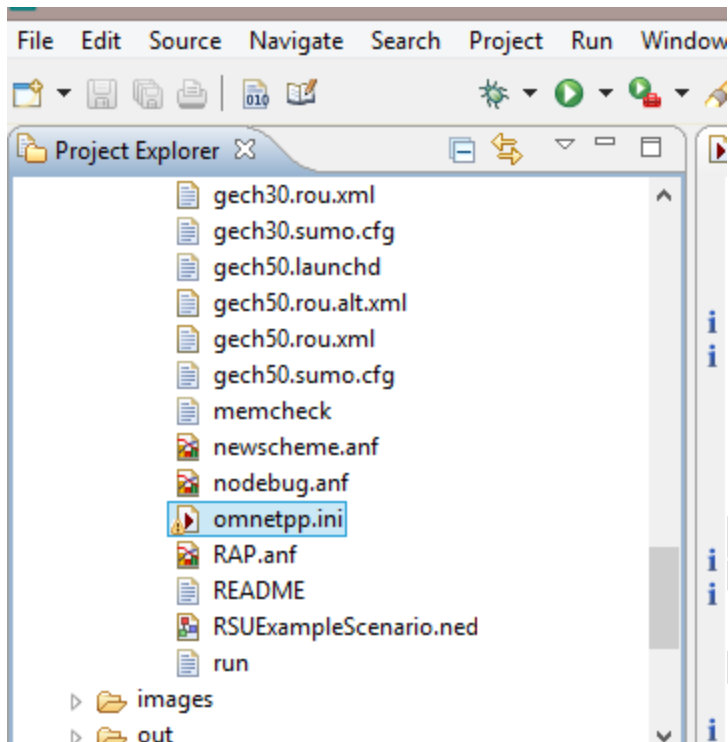 File Edit Source Navigate Search Project Run Window
010
Project Explorer
gech30.rou.xml
gech30.sumo.cfg
gech50.launchd
gech50.rou.alt.xml
gech50.rou.xml
gech50.sumo.cfg
memcheck
newscheme.anf
nodebug.anf
omnetpp.ini
RAP.anf
README
RSUExampleScenario.ned
run
images
out